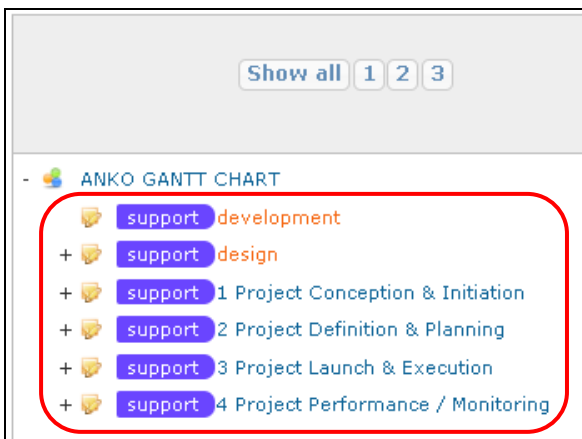 Show all 1 2 3
- ANKO GANTT CHART
support development
+ support design
+ support 1 Project Conception & Initiation
+ support 2 Project Definition & Planning
+ support 3 Project Launch & Execution
+ support 4 Project Performance / Monitoring